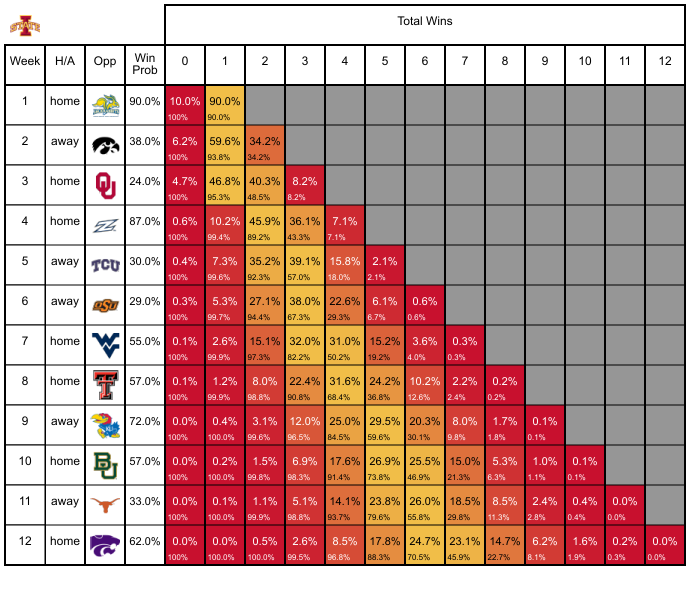 STATE
Total Wins
Week H/A Opp Win Prob 0 1 2 3 4 5 6 7 8 9 10 11 12
1 home 90.0% 10.0% 90.0%
100% 90.0%
2 away 38.0% 6.2% 59.6% 34.2%
100% 93.8% 34.2%
3 home OU 24.0% 4.7% 46.8% 40.3% 8.2%
100% 95.3% 48.5% 8.2%
4 home 87.0% 0.6% 10.2% 45.9% 36.1% 7.1%
100% 99.4% 89.2% 43.3% 7.1%
5 away TCU 30.0% 0.4% 7.3% 35.2% 39.1% 15.8% 2.1%
100% 99.6% 92.3% 57.0% 18.0% 2.1%
6 away OSU 29.0% 0.3% 5.3% 27.1% 38.0% 22.6% 6.1% 0.6%
100% 99.7% 94.4% 67.3% 29.3% 6.7% 0.6%
7 home WV 55.0% 0.1% 2.6% 15.1% 32.0% 31.0% 15.2% 3.6% 0.3%
100% 99.9% 97.3% 82.2% 50.2% 19.2% 4.0% 0.3%
8 home T 57.0% 0.1% 1.2% 8.0% 22.4% 31.6% 24.2% 10.2% 2.2% 0.2%
100% 99.9% 98.8% 90.8% 68.4% 36.8% 12.6% 2.4% 0.2%
9 away 72.0% 0.0% 0.4% 3.1% 12.0% 25.0% 29.5% 20.3% 8.0% 1.7% 0.1%
100% 100.0% 99.6% 96.5% 84.5% 59.6% 30.1% 9.8% 1.8% 0.1%
10 home BU 57.0% 0.0% 0.2% 1.5% 6.9% 17.6% 26.9% 25.5% 15.0% 5.3% 1.0% 0.1%
100% 100.0% 99.8% 98.3% 91.4% 73.8% 46.9% 21.3% 6.3% 1.1% 0.1%
11 away 33.0% 0.0% 0.1% 1.1% 5.1% 14.1% 23.8% 26.0% 18.5% 8.5% 2.4% 0.4% 0.0%
100% 100.0% 99.9% 98.8% 93.7% 79.6% 55.8% 29.8% 11.3% 2.8% 0.4% 0.0%
12 home 62.0% 0.0% 0.0% 0.5% 2.6% 8.5% 17.8% 24.7% 23.1% 14.7% 6.2% 1.6% 0.2% 0.0%
100% 100.0% 100.0% 99.5% 96.8% 88.3% 70.5% 45.9% 22.7% 8.1% 1.9% 0.3% 0.0%